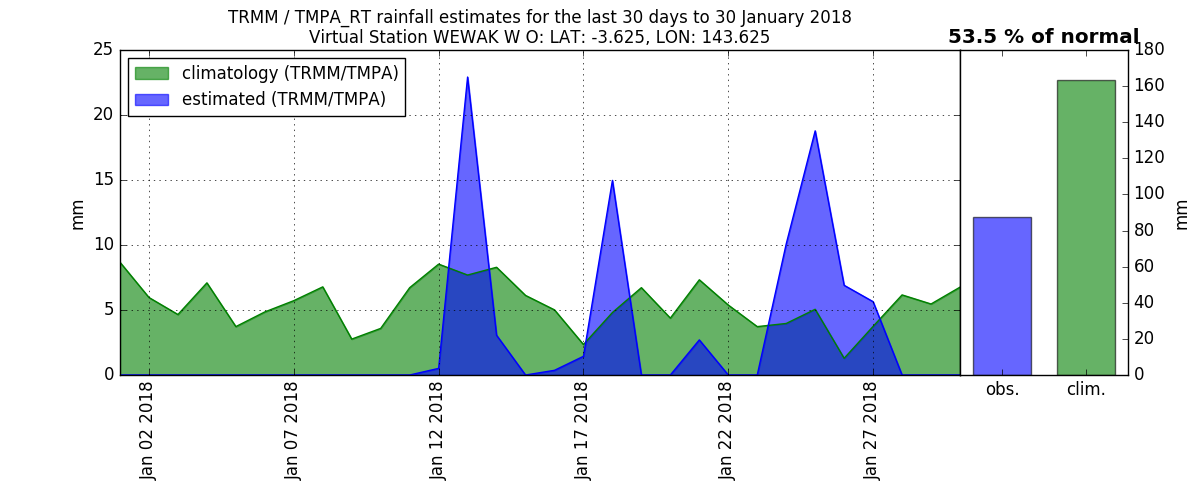 TRMM / TMPA_RT rainfall estimates for the last 30 days to 30 January 2018
Virtual Station WEWAK W O: LAT: -3.625, LON: 143.625
53.5 % of normal
climatology (TRMM/TMPA)
estimated (TRMM/TMPA)
25
20
15
10
5
0
mm
Jan 02 2018
Jan 07 2018
Jan 12 2018
Jan 17 2018
Jan 22 2018
Jan 27 2018
obs.
clim.
180
160
140
120
100
80
60
40
20
0
mm